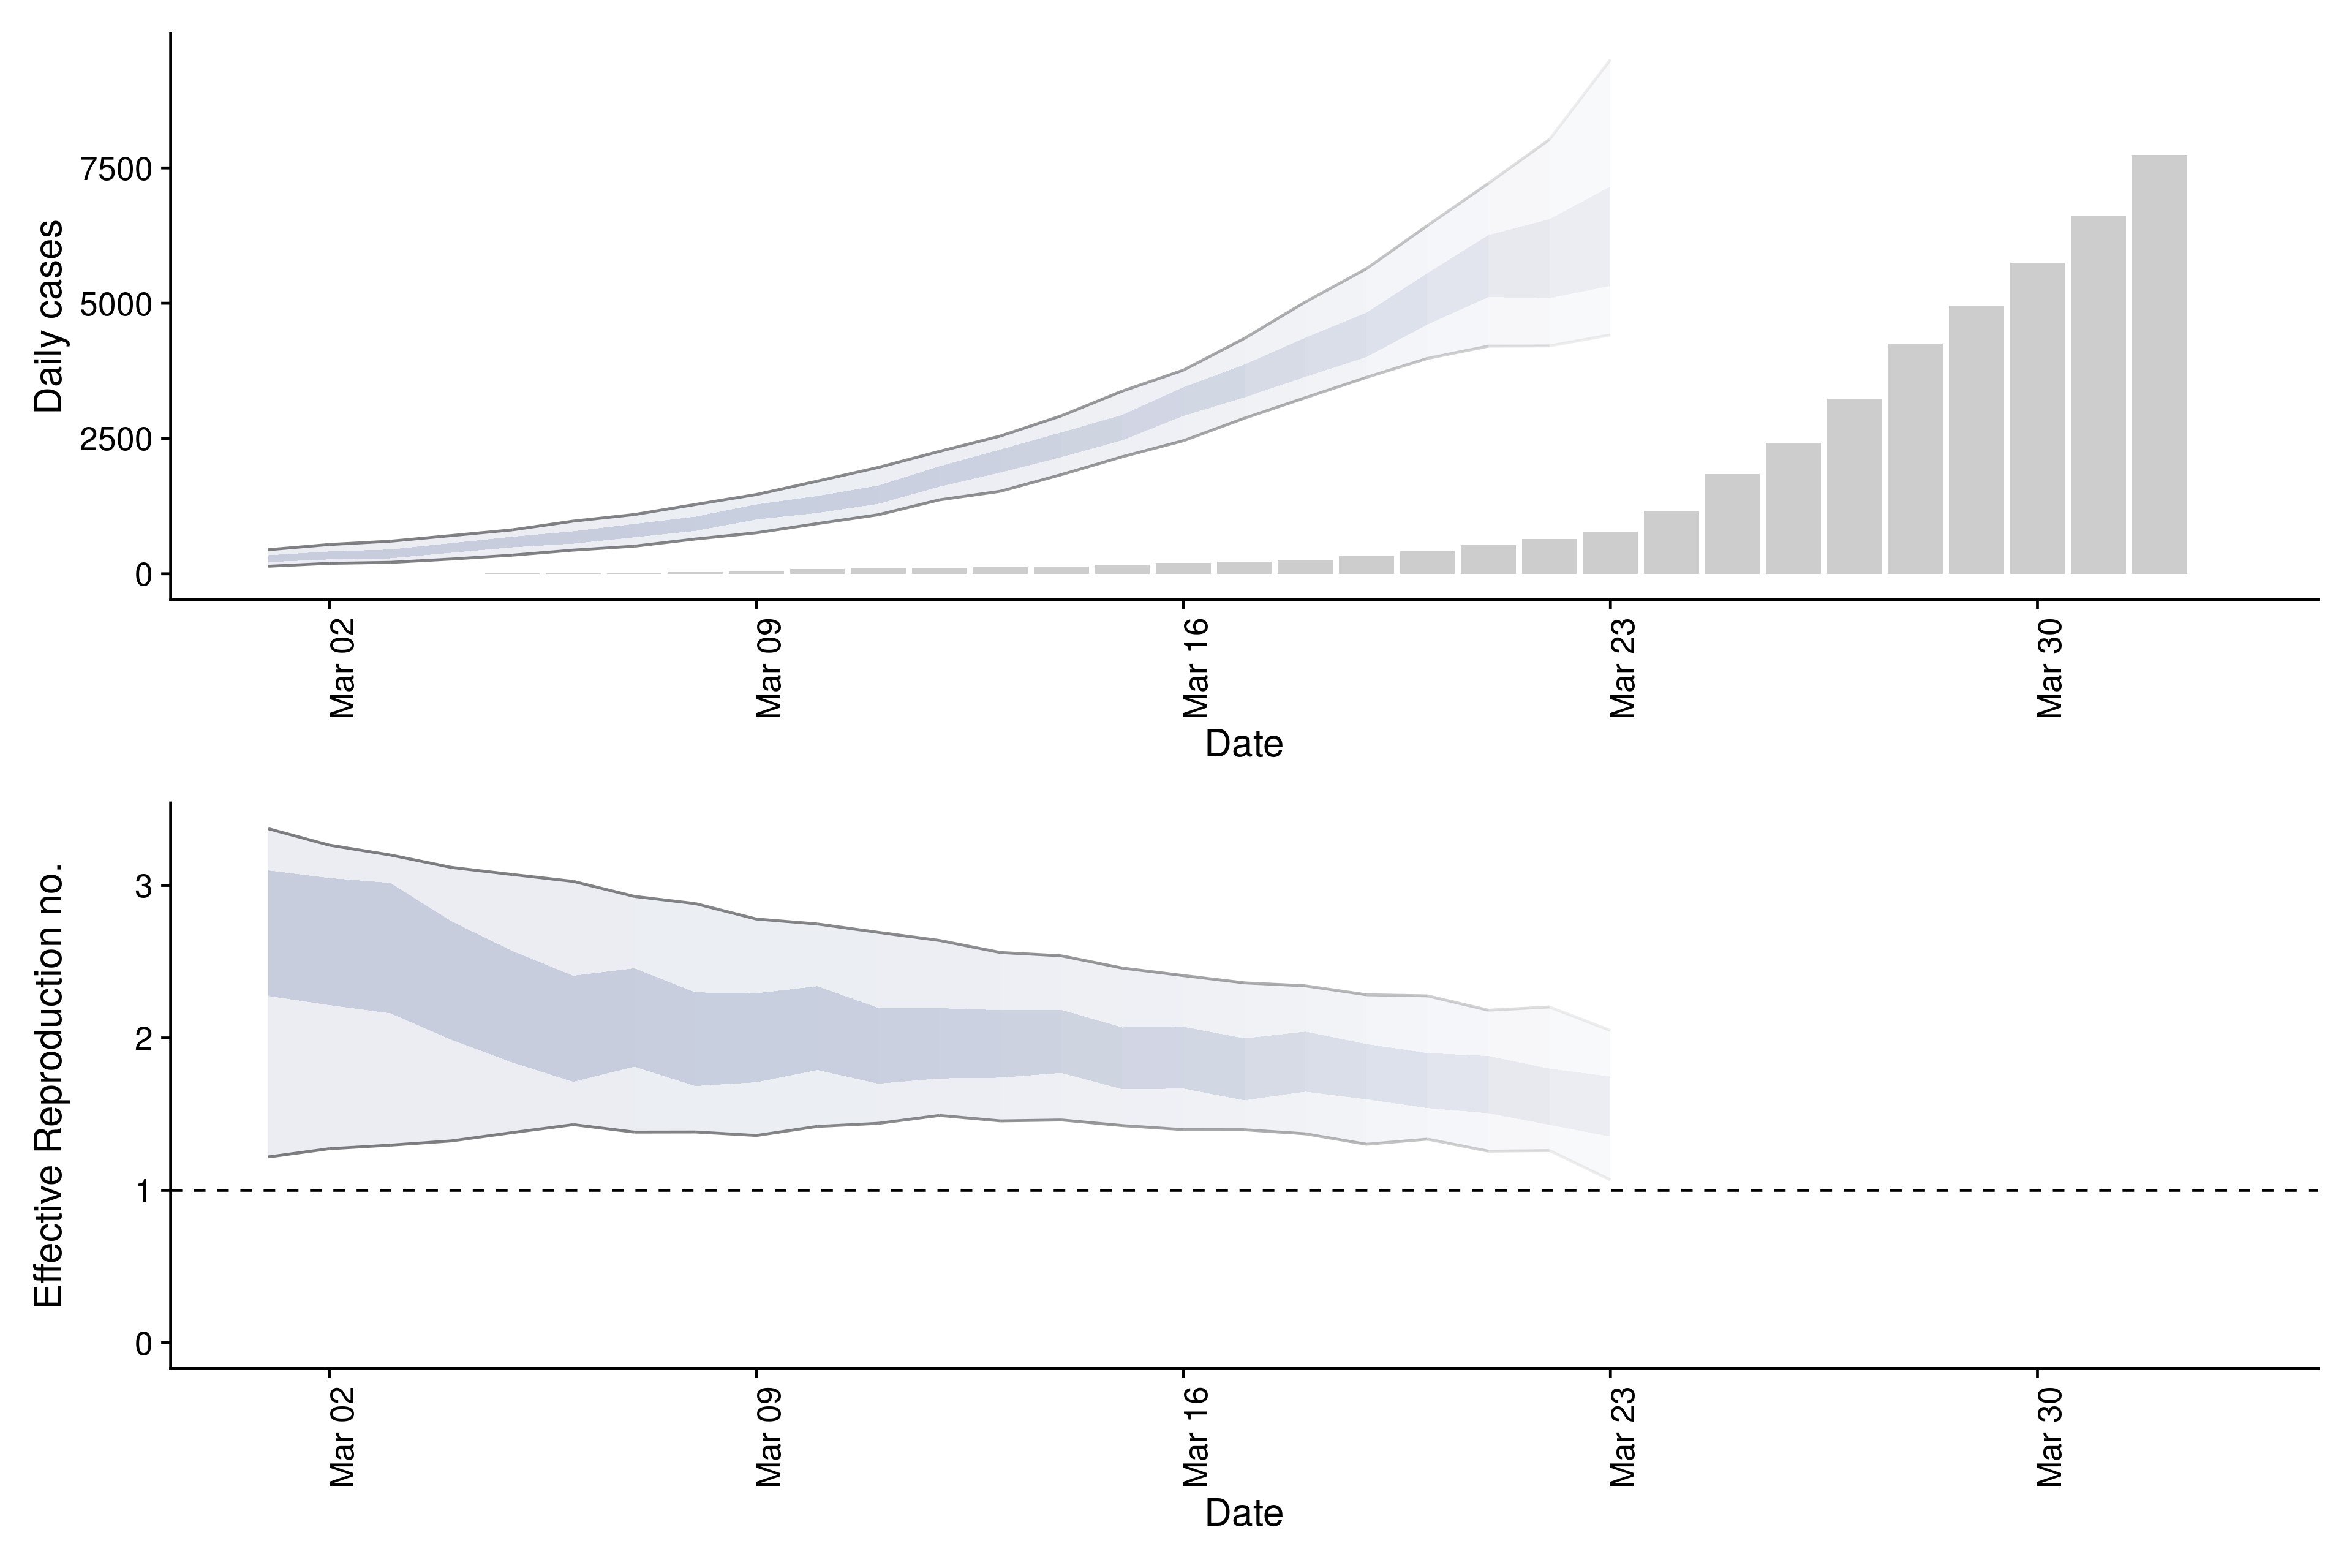 Daily cases
7500
5000
2500
0
Mar 02
Mar 09
Mar 16
Mar 23
Mar 30
Date
Effective Reproduction no.
3
2
1
0
Mar 02
Mar 09
Mar 16
Mar 23
Mar 30
Date